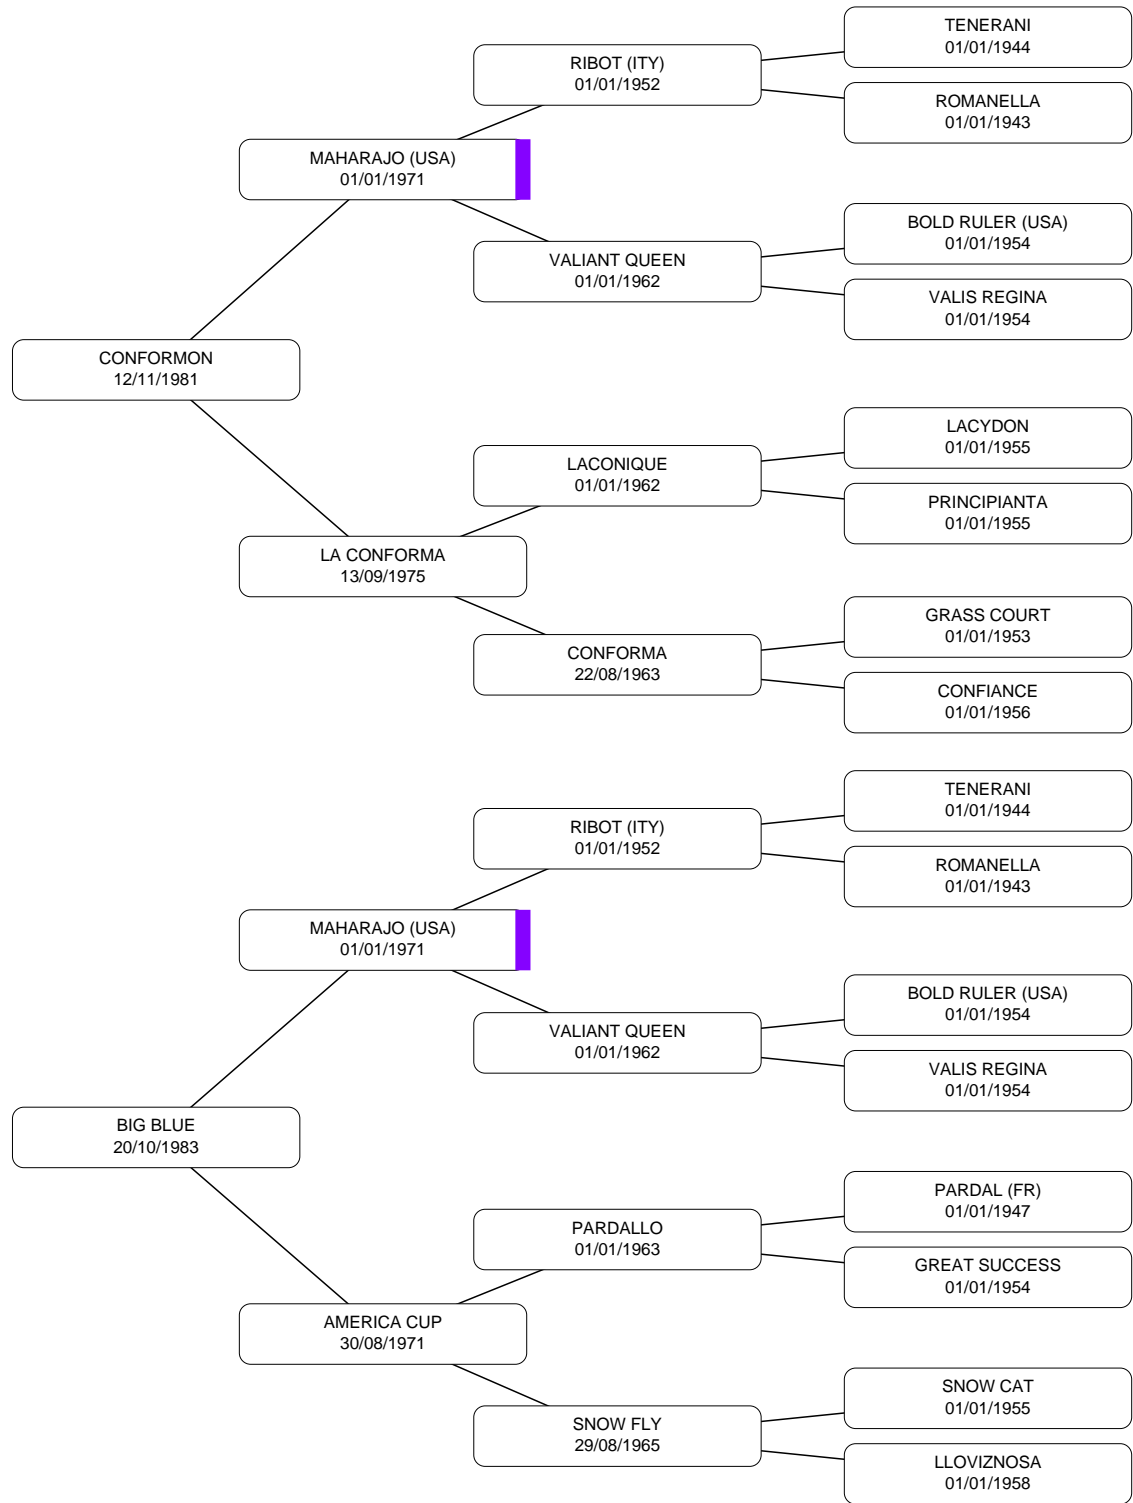 TENERANI
01/01/1944
RIBOT (ITY)
01/01/1952
ROMANELLA
01/01/1943
MAHARAJO (USA)
01/01/1971
BOLD RULER (USA)
01/01/1954
VALIANT QUEEN
01/01/1962
VALIS REGINA
01/01/1954
CONFORMON
12/11/1981
LACYDON
01/01/1955
LACONIQUE
01/01/1962
PRINCIPIANTA
01/01/1955
LA CONFORMA
13/09/1975
GRASS COURT
01/01/1953
CONFORMA
22/08/1963
CONFIANCE
01/01/1956
TENERANI
01/01/1944
RIBOT (ITY)
01/01/1952
ROMANELLA
01/01/1943
MAHARAJO (USA)
01/01/1971
BOLD RULER (USA)
01/01/1954
VALIANT QUEEN
01/01/1962
VALIS REGINA
01/01/1954
BIG BLUE
20/10/1983
PARDAL (FR)
01/01/1947
PARDALLO
01/01/1963
GREAT SUCCESS
01/01/1954
AMERICA CUP
30/08/1971
SNOW CAT
01/01/1955
SNOW FLY
29/08/1965
LLOVIZNOSA
01/01/1958